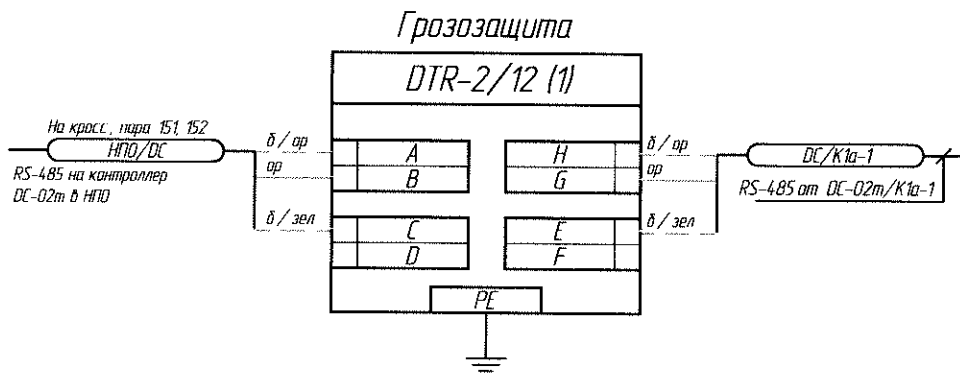 Грозозащита
DTR-2/12 (1)
На кросс, пара 151, 152
НПО/DC
RS-485 на контроллер
DC-02m в НПО
б / ор
ор
б / зел
A
B
C
D
H
G
E
F
PE
б / ор
ор
б / зел
DC/K1a-1
RS-485 от DC-02m/K1a-1